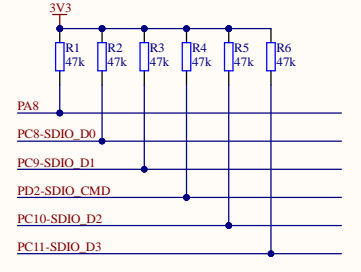 3V3
R1 R2 R3 R4 R5 R6
47k 47k 47k 47k 47k 47k
PA8
PC8-SDIO_D0
PC9-SDIO_D1
PD2-SDIO_CMD
PC10-SDIO_D2
PC11-SDIO_D3